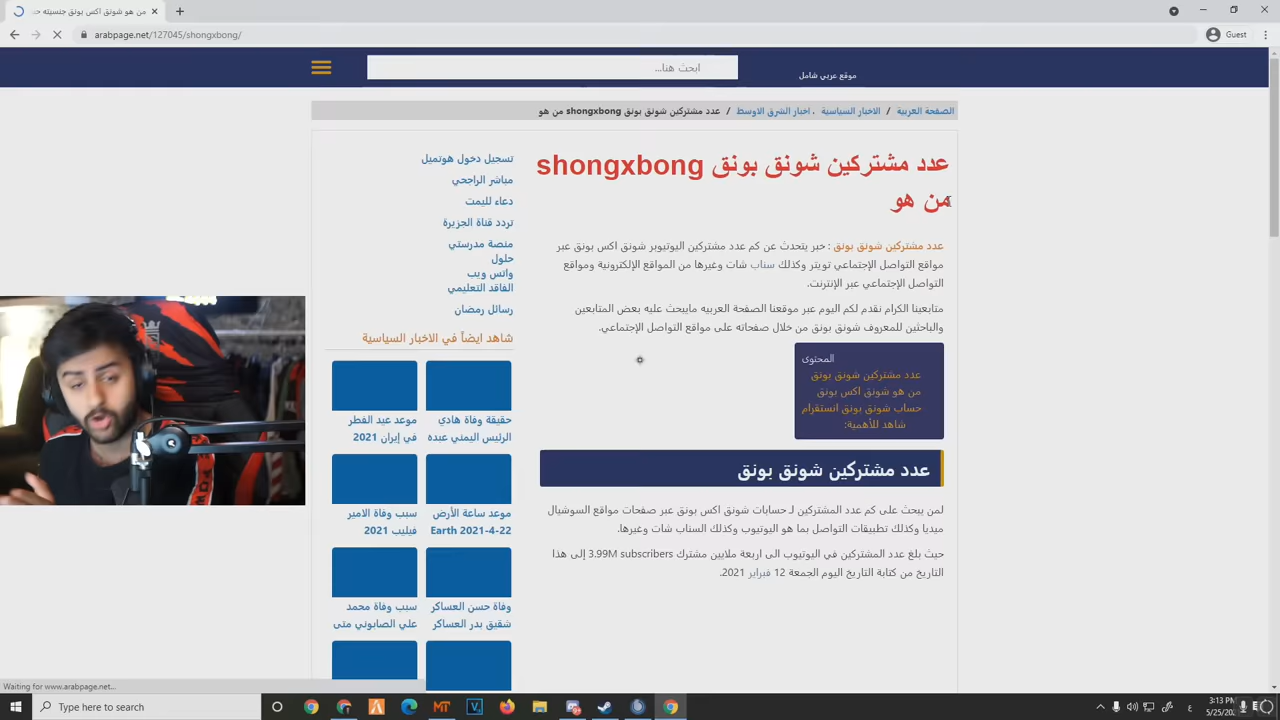 من هو شونق اكس بونق جنسيته حـ
arabpage.net/127045/shongxbong/
Guest
ابحث هنا...
موقع عربي شامل
الصفحة العربية / الاخبار السياسية , اخبار الشرق الاوسط / عدد مشتركين شونق بونق shongxbong من هو
عدد مشتركين شونق بونق shongxbong
من هو
عدد مشتركين شونق بونق : خبر يتحدث عن كم عدد مشتركين اليوتيوبر شونق اكس بونق عبر
مواقع التواصل الإجتماعي تويتر وكذلك سناب شات وغيرها من المواقع الإلكترونية ومواقع
التواصل الإجتماعي عبر الإنترنت.
متابعينا الكرام نقدم لكم اليوم عبر موقعنا الصفحة العربيه مايبحث عليه بعض المتابعين
والباحثين للمعروف شونق بونق من خلال صفحاته على مواقع التواصل الإجتماعي.
المحتوى
عدد مشتركين شونق بونق
من هو شونق اكس بونق
حساب شونق بونق انستقرام
شاهد للأهمية:
عدد مشتركين شونق بونق
لمن يبحث على كم عدد المشتركين لـ حسابات شونق اكس بونق عبر صفحات مواقع السوشيال
ميديا وكذلك تطبيقات التواصل بما هو اليوتيوب وكذلك السناب شات وغيرها.
حيث بلغ عدد المشتركين في اليوتيوب الى اربعة ملايين مشترك 3.99M subscribers إلى هذا
التاريخ من كتابة التاريخ اليوم الجمعة 12 فبراير 2021.
تسجيل دخول هوتميل
مباشر الراجحي
دعاء للميت
تردد قناة الجزيرة
منصة مدرستي
حلول
واتس ويب
الفاقد التعليمي
رسائل رمضان
شاهد ايضاً في الاخبار السياسية
حقيقة وفاة هادي
الرئيس اليمني عبده
موعد عيد الفطر
في إيران 2021
موعد ساعة الأرض
Earth 2021-4-22
سبب وفاة الامير
فيليب 2021
وفاة حسن العساكر
شقيق بدر العساكر
سبب وفاة محمد
علي الصابوني متى
Waiting for www.arabpage.net...
Type here to search
3:13 PM